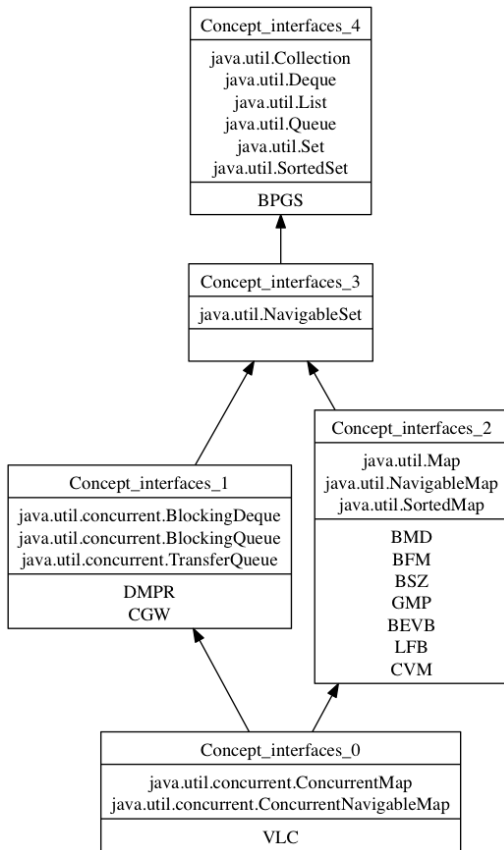 Concept_interfaces_4
java.util.Collection
java.util.Deque
java.util.List
java.util.Queue
java.util.Set
java.util.SortedSet
BPGS
Concept_interfaces_3
java.util.NavigableSet
Concept_interfaces_2
java.util.Map
java.util.NavigableMap
java.util.SortedMap
BMD
BFM
BSZ
GMP
BEVB
LFB
CVM
Concept_interfaces_1
java.util.concurrent.BlockingDeque
java.util.concurrent.BlockingQueue
java.util.concurrent.TransferQueue
DMPR
CGW
Concept_interfaces_0
java.util.concurrent.ConcurrentMap
java.util.concurrent.ConcurrentNavigableMap
VLC